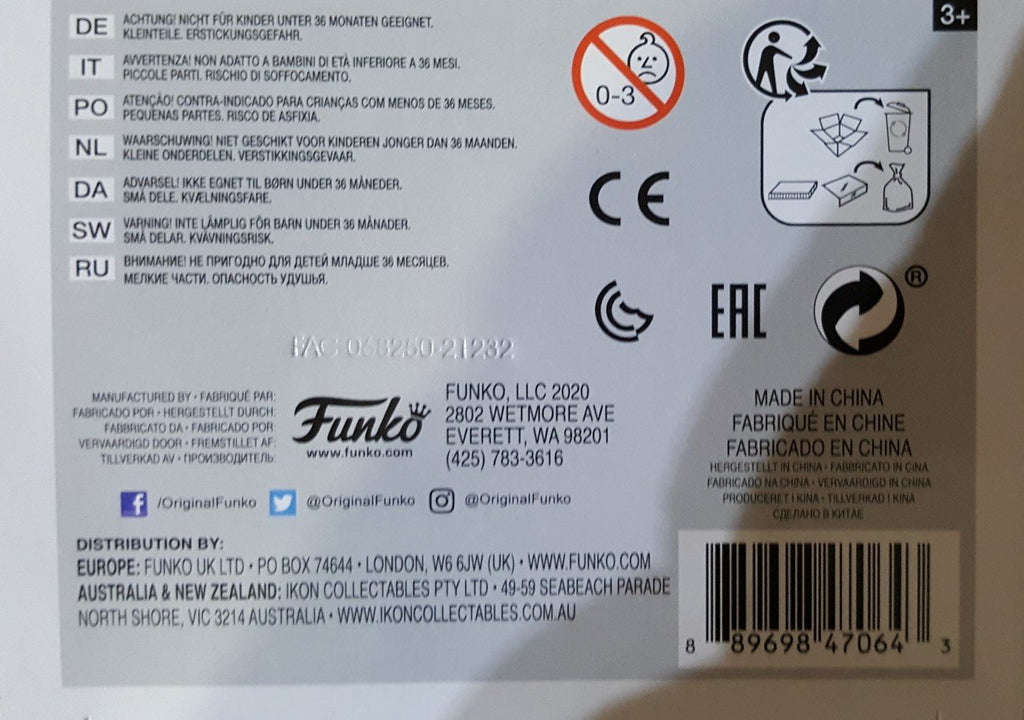 3+
DE ACHTUNG! NICHT FÜR KINDER UNTER 36 MONATEN GEEIGNET.
KLEINTEILE. ERSTICKUNGSGEFAHR.
IT AVVERTENZA! NON ADATTO A BAMBINI DI ETÀ INFERIORE A 36 MESI.
PICCOLE PARTI. RISCHIO DI SOFFOCAMENTO.
PO ATENÇÃO! CONTRA-INDICADO PARA CRIANÇAS COM MENOS DE 36 MESES.
PEQUENAS PARTES. RISCO DE ASFIXIA.
NL WAARSCHUWING! NIET GESCHIKT VOOR KINDEREN JONGER DAN 36 MAANDEN.
KLEINE ONDERDELEN. VERSTIKKINGSGEVAAR.
DA ADVARSEL! IKKE EGNET TIL BØRN UNDER 36 MÅNEDER.
SMÅ DELE. KVÆLNINGSFARE.
SW VARNING! INTE LÄMPLIG FÖR BARN UNDER 36 MÅNADER.
SMÅ DELAR. KVÄVNINGSRISK.
RU ВНИМАНИЕ! НЕ ПРИГОДНО ДЛЯ ДЕТЕЙ МЛАДШЕ 36 МЕСЯЦЕВ.
МЕЛКИЕ ЧАСТИ. ОПАСНОСТЬ УДУШЬЯ.
0-3
CE
EAC
®
FAC 068250-21232
MANUFACTURED BY • FABRIQUÉ PAR:
FABRICADO POR • HERGESTELLT DURCH:
FABBRICATO DA • FABRICADO POR:
VERVAARDIGD DOOR • FREMSTILLET AF:
TILLVERKAD AV • ПРОИЗВОДИТЕЛЬ:
Funko
www.funko.com
FUNKO, LLC 2020
2802 WETMORE AVE
EVERETT, WA 98201
(425) 783-3616
MADE IN CHINA
FABRIQUÉ EN CHINE
FABRICADO EN CHINA
HERGESTELLT IN CHINA • FABBRICATO IN CINA
FABRICADO NA CHINA • VERVAARDIGD IN CHINA
PRODUCERET I KINA • TILLVERKAD I KINA
СДЕЛАНО В КИТАЕ
/OriginalFunko @OriginalFunko @OriginalFunko
DISTRIBUTION BY:
EUROPE: FUNKO UK LTD • PO BOX 74644 • LONDON, W6 6JW (UK) • WWW.FUNKO.COM
AUSTRALIA & NEW ZEALAND: IKON COLLECTABLES PTY LTD • 49-59 SEABEACH PARADE
NORTH SHORE, VIC 3214 AUSTRALIA • WWW.IKONCOLLECTABLES.COM.AU
8 89698 47064 3